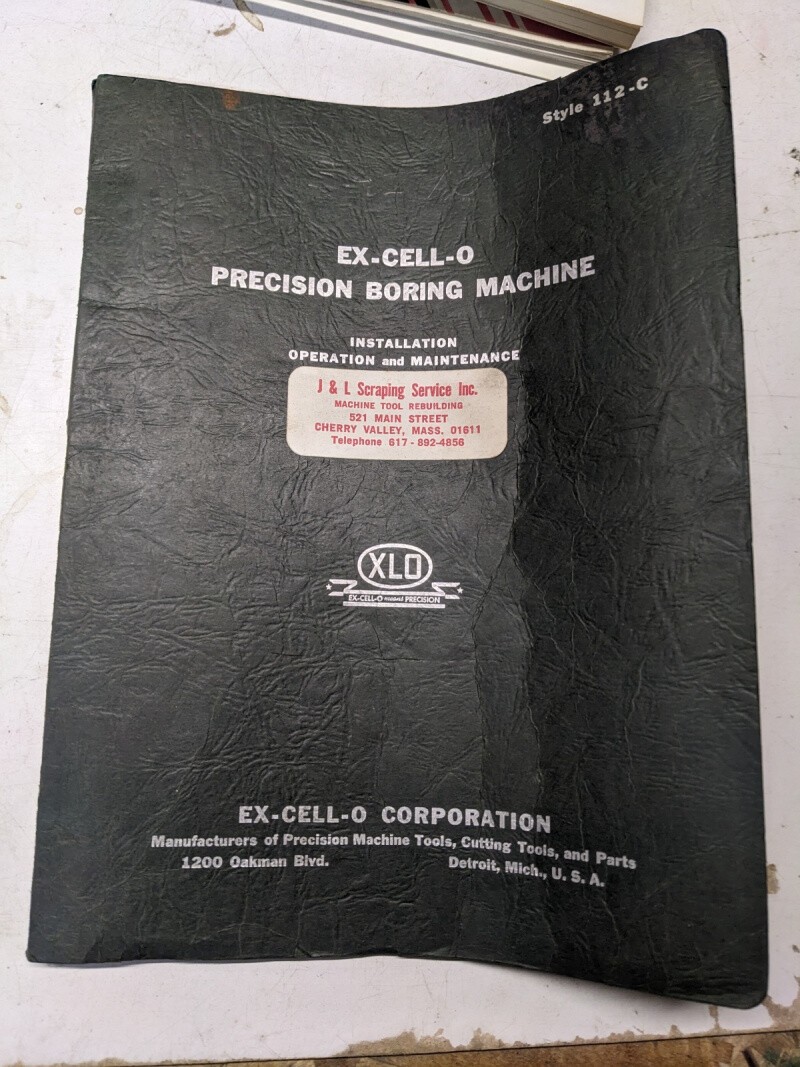 Style 112-C
EX-CELL-O
PRECISION BORING MACHINE
INSTALLATION
OPERATION and MAINTENANCE
J & L Scraping Service Inc.
MACHINE TOOL REBUILDING
521 MAIN STREET
CHERRY VALLEY, MASS. 01611
Telephone 617 - 892-4856
XLO
EX-CELL-O means PRECISION
EX-CELL-O CORPORATION
Manufacturers of Precision Machine Tools, Cutting Tools, and Parts
1200 Oakman Blvd. Detroit, Mich., U. S. A.